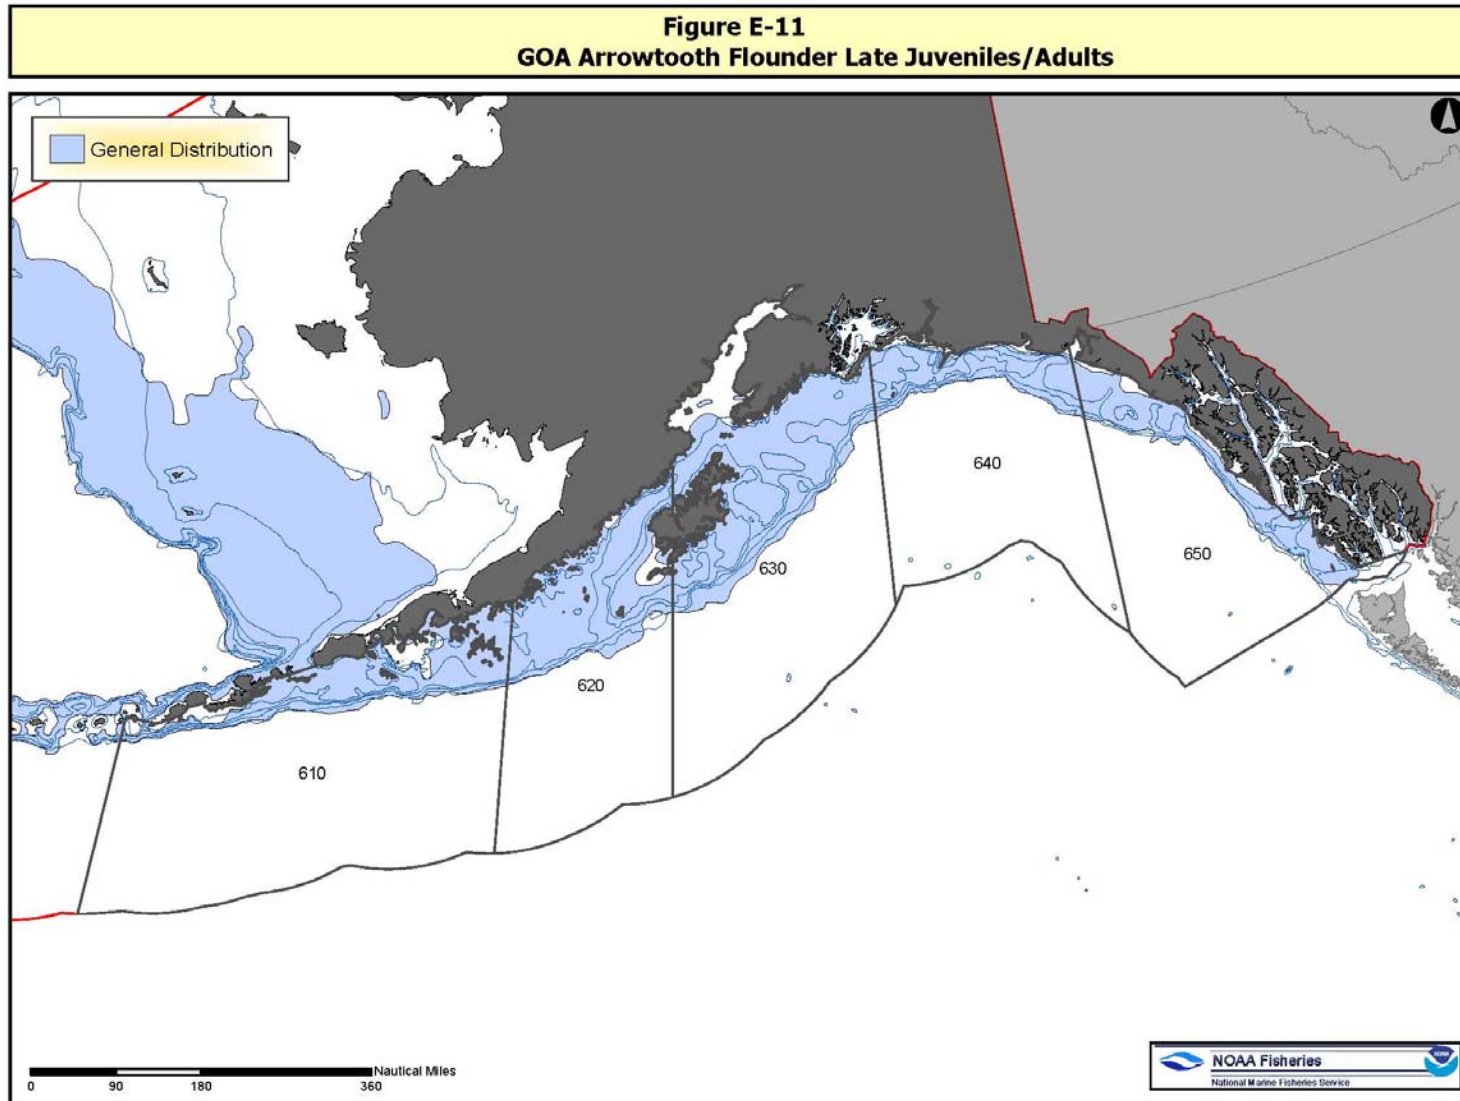 Figure E-11
GOA Arrowtooth Flounder Late Juveniles/Adults
General Distribution
640
650
630
620
610
Nautical Miles
0 90 180 360
NOAA Fisheries
National Marine Fisheries Service
NOAA